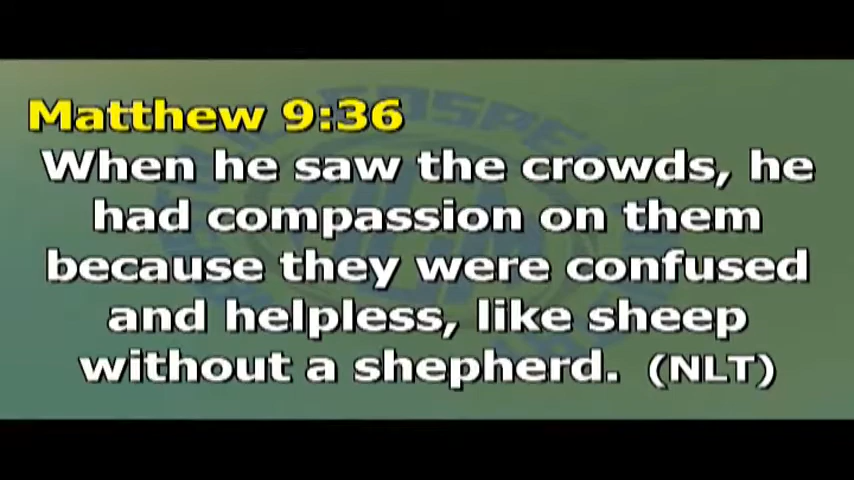 Matthew 9:36
When he saw the crowds, he
had compassion on them
because they were confused
and helpless, like sheep
without a shepherd. (NLT)